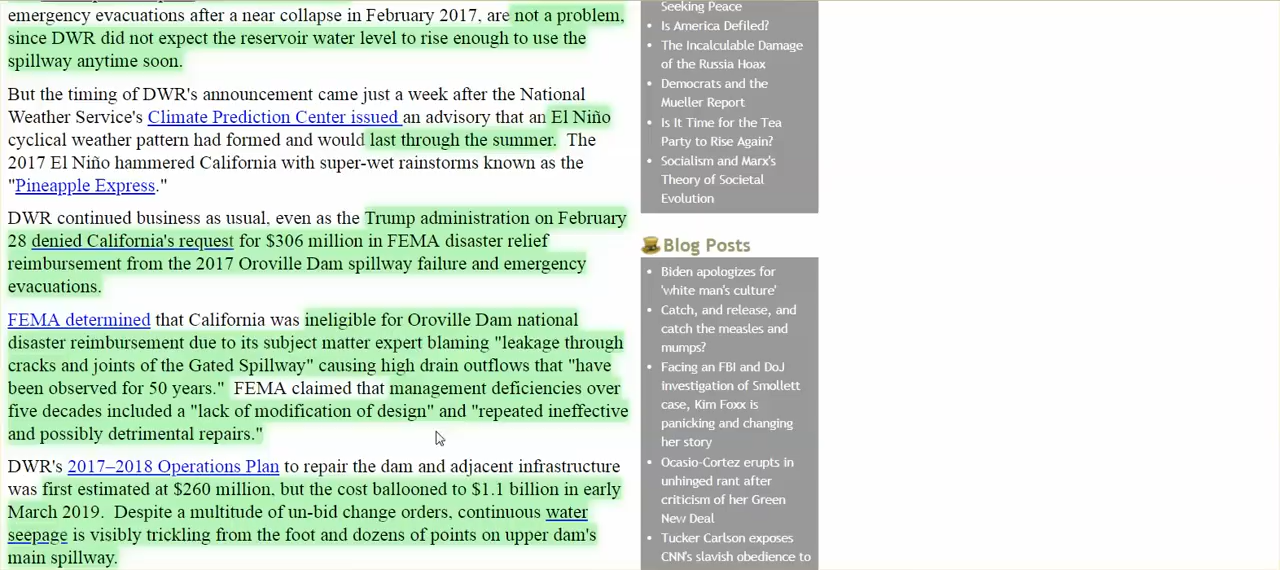 emergency evacuations after a near collapse in February 2017, are not a problem,
since DWR did not expect the reservoir water level to rise enough to use the
spillway anytime soon.
But the timing of DWR's announcement came just a week after the National
Weather Service's Climate Prediction Center issued an advisory that an El Niño
cyclical weather pattern had formed and would last through the summer. The
2017 El Niño hammered California with super-wet rainstorms known as the
"Pineapple Express."
DWR continued business as usual, even as the Trump administration on February
28 denied California's request for $306 million in FEMA disaster relief
reimbursement from the 2017 Oroville Dam spillway failure and emergency
evacuations.
FEMA determined that California was ineligible for Oroville Dam national
disaster reimbursement due to its subject matter expert blaming "leakage through
cracks and joints of the Gated Spillway" causing high drain outflows that "have
been observed for 50 years." FEMA claimed that management deficiencies over
five decades included a "lack of modification of design" and "repeated ineffective
and possibly detrimental repairs."
DWR's 2017–2018 Operations Plan to repair the dam and adjacent infrastructure
was first estimated at $260 million, but the cost ballooned to $1.1 billion in early
March 2019. Despite a multitude of un-bid change orders, continuous water
seepage is visibly trickling from the foot and dozens of points on upper dam's
main spillway.
Seeking Peace
• Is America Defiled?
• The Incalculable Damage
of the Russia Hoax
• Democrats and the
Mueller Report
• Is It Time for the Tea
Party to Rise Again?
• Socialism and Marx's
Theory of Societal
Evolution
Blog Posts
• Biden apologizes for
'white man's culture'
• Catch, and release, and
catch the measles and
mumps?
• Facing an FBI and DoJ
investigation of Smollett
case, Kim Foxx is
panicking and changing
her story
• Ocasio-Cortez erupts in
unhinged rant after
criticism of her Green
New Deal
• Tucker Carlson exposes
CNN's slavish obedience to